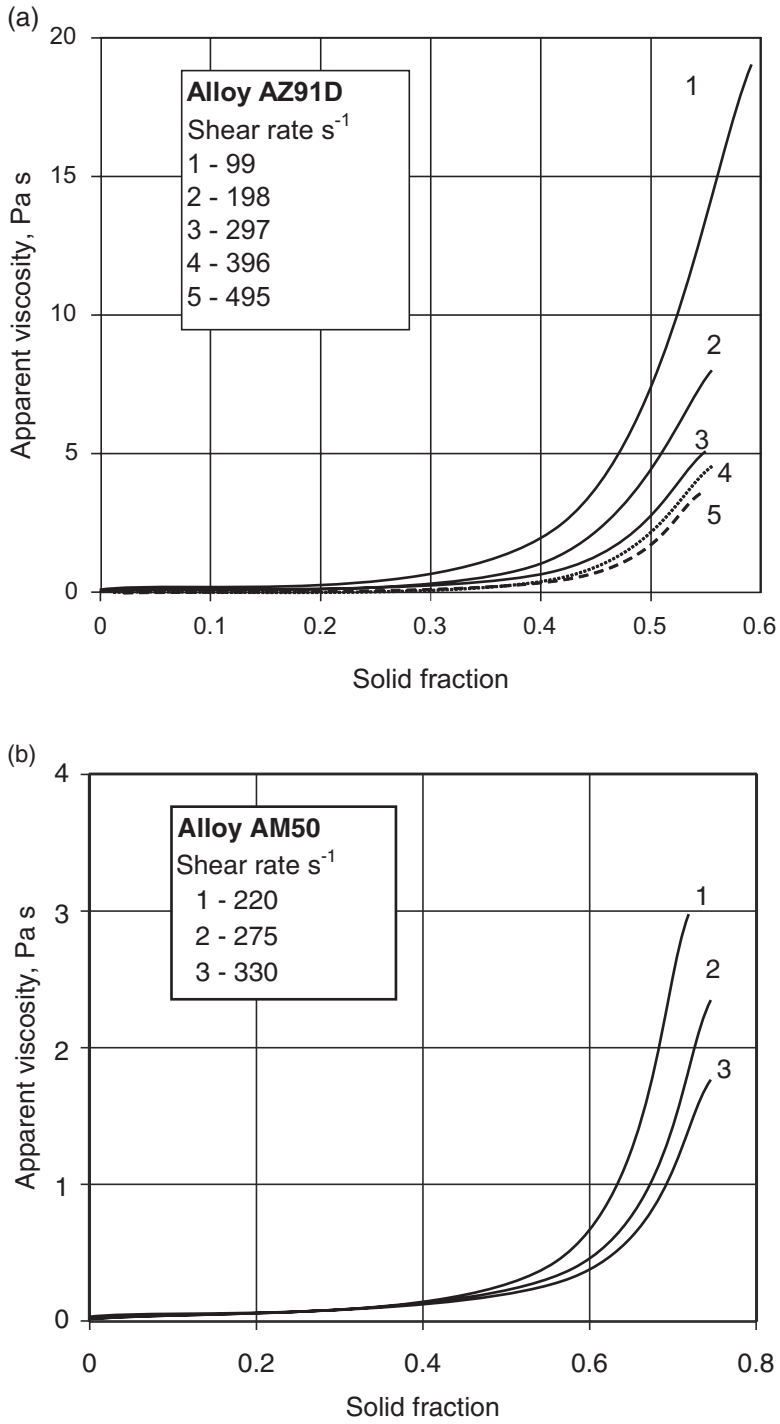 (a)
20
15
10
5
0
Apparent viscosity, Pa s
Alloy AZ91D
Shear rate s-1
1 - 99
2 - 198
3 - 297
4 - 396
5 - 495
1
2
3
4
5
0 0.1 0.2 0.3 0.4 0.5 0.6
Solid fraction
(b)
4
3
2
1
0
Apparent viscosity, Pa s
Alloy AM50
Shear rate s-1
1 - 220
2 - 275
3 - 330
1
2
3
0 0.2 0.4 0.6 0.8
Solid fraction